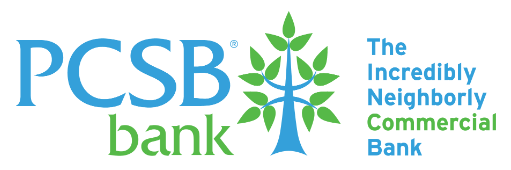 PCSB®
bank
The
Incredibly
Neighborly
Commercial
Bank